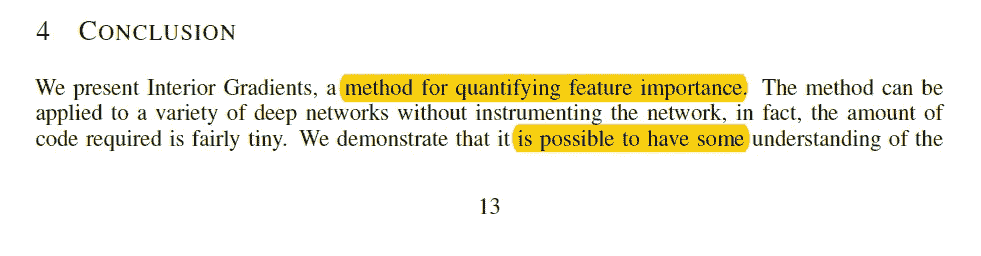 4 CONCLUSION
We present Interior Gradients, a method for quantifying feature importance. The method can be
applied to a variety of deep networks without instrumenting the network, in fact, the amount of
code required is fairly tiny. We demonstrate that it is possible to have some understanding of the
13